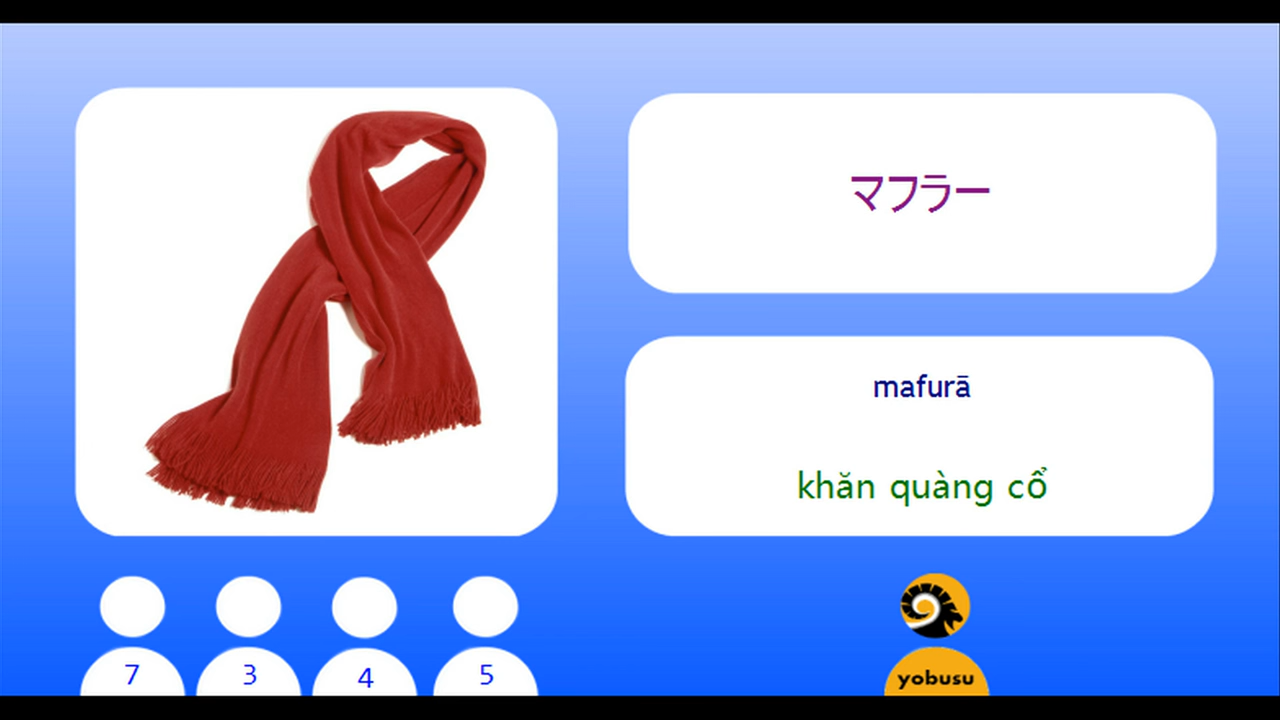 マフラー
mafurā
khăn quàng cổ
7 3 4 5
yobusu